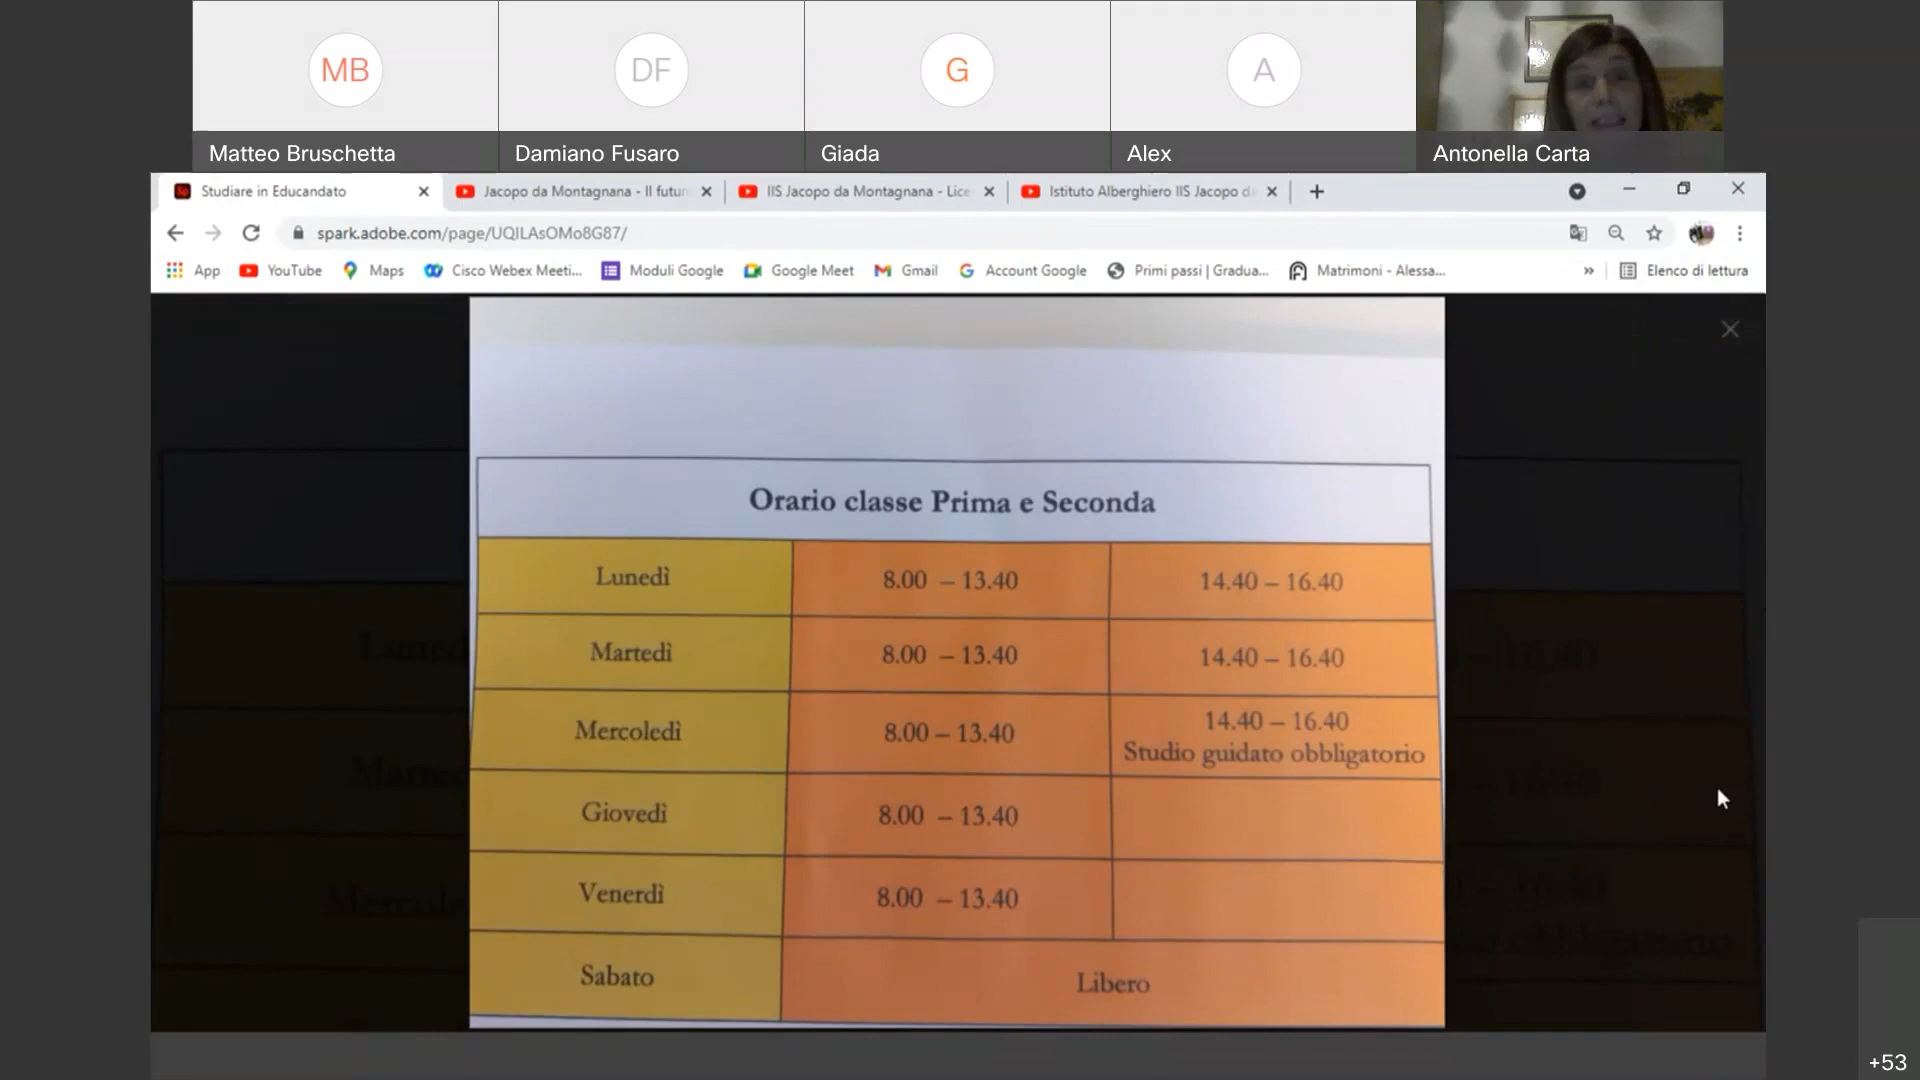 MB
DF
G
A
Matteo Bruschetta
Damiano Fusaro
Giada
Alex
Antonella Carta
Sp
Studiare in Educandato
Jacopo da Montagnana - Il futur
IIS Jacopo da Montagnana - Lice
Istituto Alberghiero IIS Jacopo d
spark.adobe.com/page/UQILAsOMo8G87/
App
YouTube
Maps
Cisco Webex Meeti...
Moduli Google
Google Meet
Gmail
Account Google
Primi passi | Gradua...
Matrimoni - Alessa...
»
Elenco di lettura
Orario classe Prima e Seconda
Lunedì 8.00 – 13.40 14.40 – 16.40
Martedì 8.00 – 13.40 14.40 – 16.40
Mercoledì 8.00 – 13.40 14.40 – 16.40
Studio guidato obbligatorio
Giovedì 8.00 – 13.40
Venerdì 8.00 – 13.40
Sabato Libero
+53